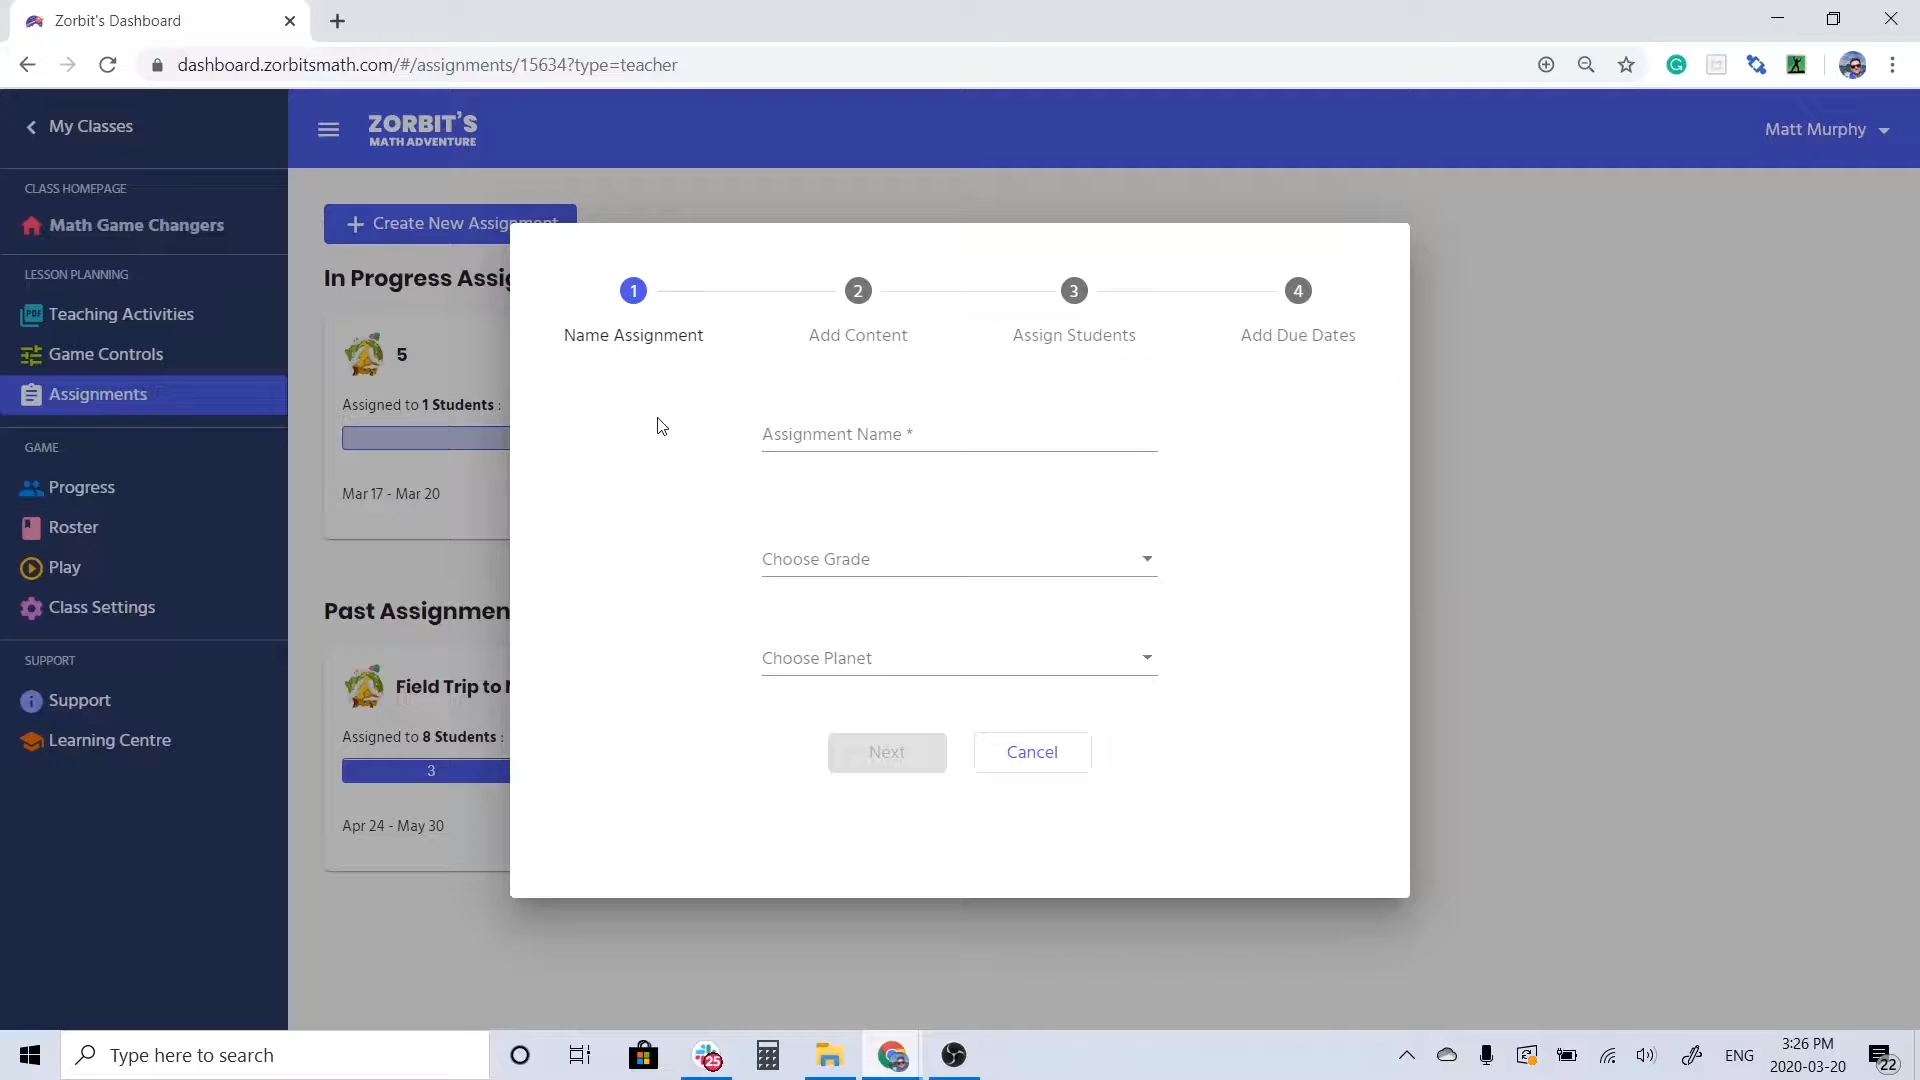 Zorbit's Dashboard
dashboard.zorbitsmath.com/#/assignments/15634?type=teacher
My Classes
ZORBIT'S
MATH ADVENTURE
Matt Murphy
CLASS HOMEPAGE
Math Game Changers
LESSON PLANNING
PDF
Teaching Activities
Game Controls
Assignments
GAME
Progress
Roster
Play
Class Settings
SUPPORT
Support
Learning Centre
Create New Assignment
In Progress Assig
5
Assigned to 1 Students :
Mar 17 - Mar 20
Past Assignmen
Field Trip to
Assigned to 8 Students :
3
Apr 24 - May 30
1
2
3
4
Name Assignment
Add Content
Assign Students
Add Due Dates
Assignment Name *
Choose Grade
Choose Planet
Next
Cancel
Type here to search
25
ENG
3:26 PM
2020-03-20
22